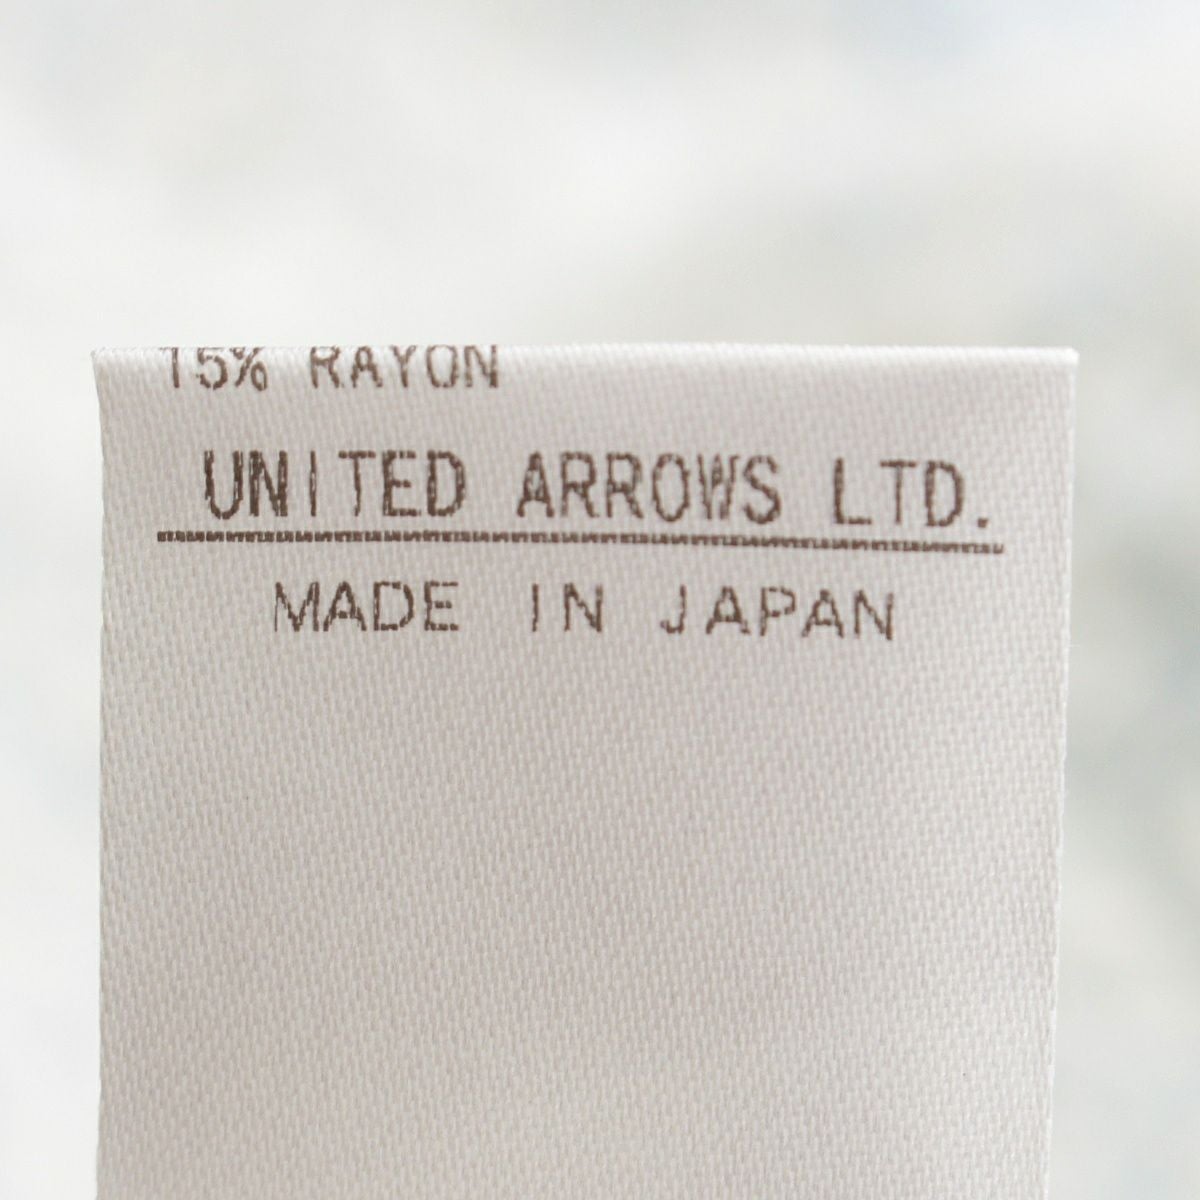 15% RAYON
UNITED ARROWS LTD.
MADE IN JAPAN